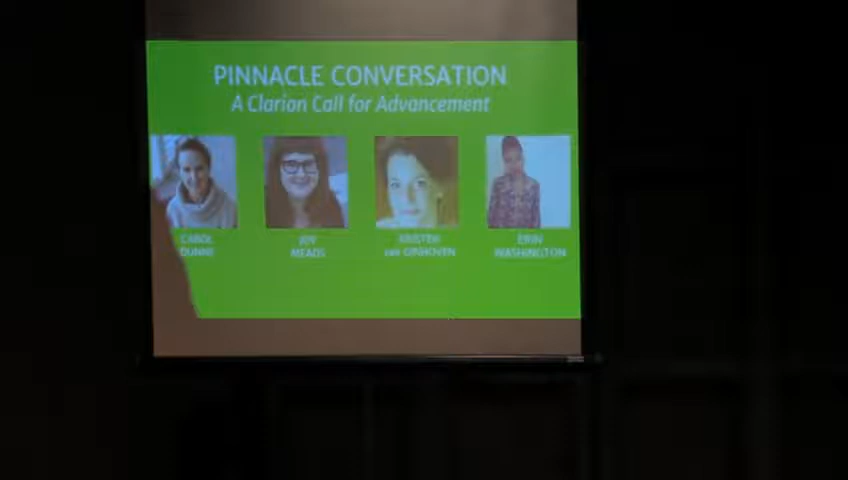 PINNACLE CONVERSATION
A Clarion Call for Advancement
CAROL
DUNNE
JOY
MEADS
KRISTEN
van GINHOVEN
ERIN
WASHINGTON